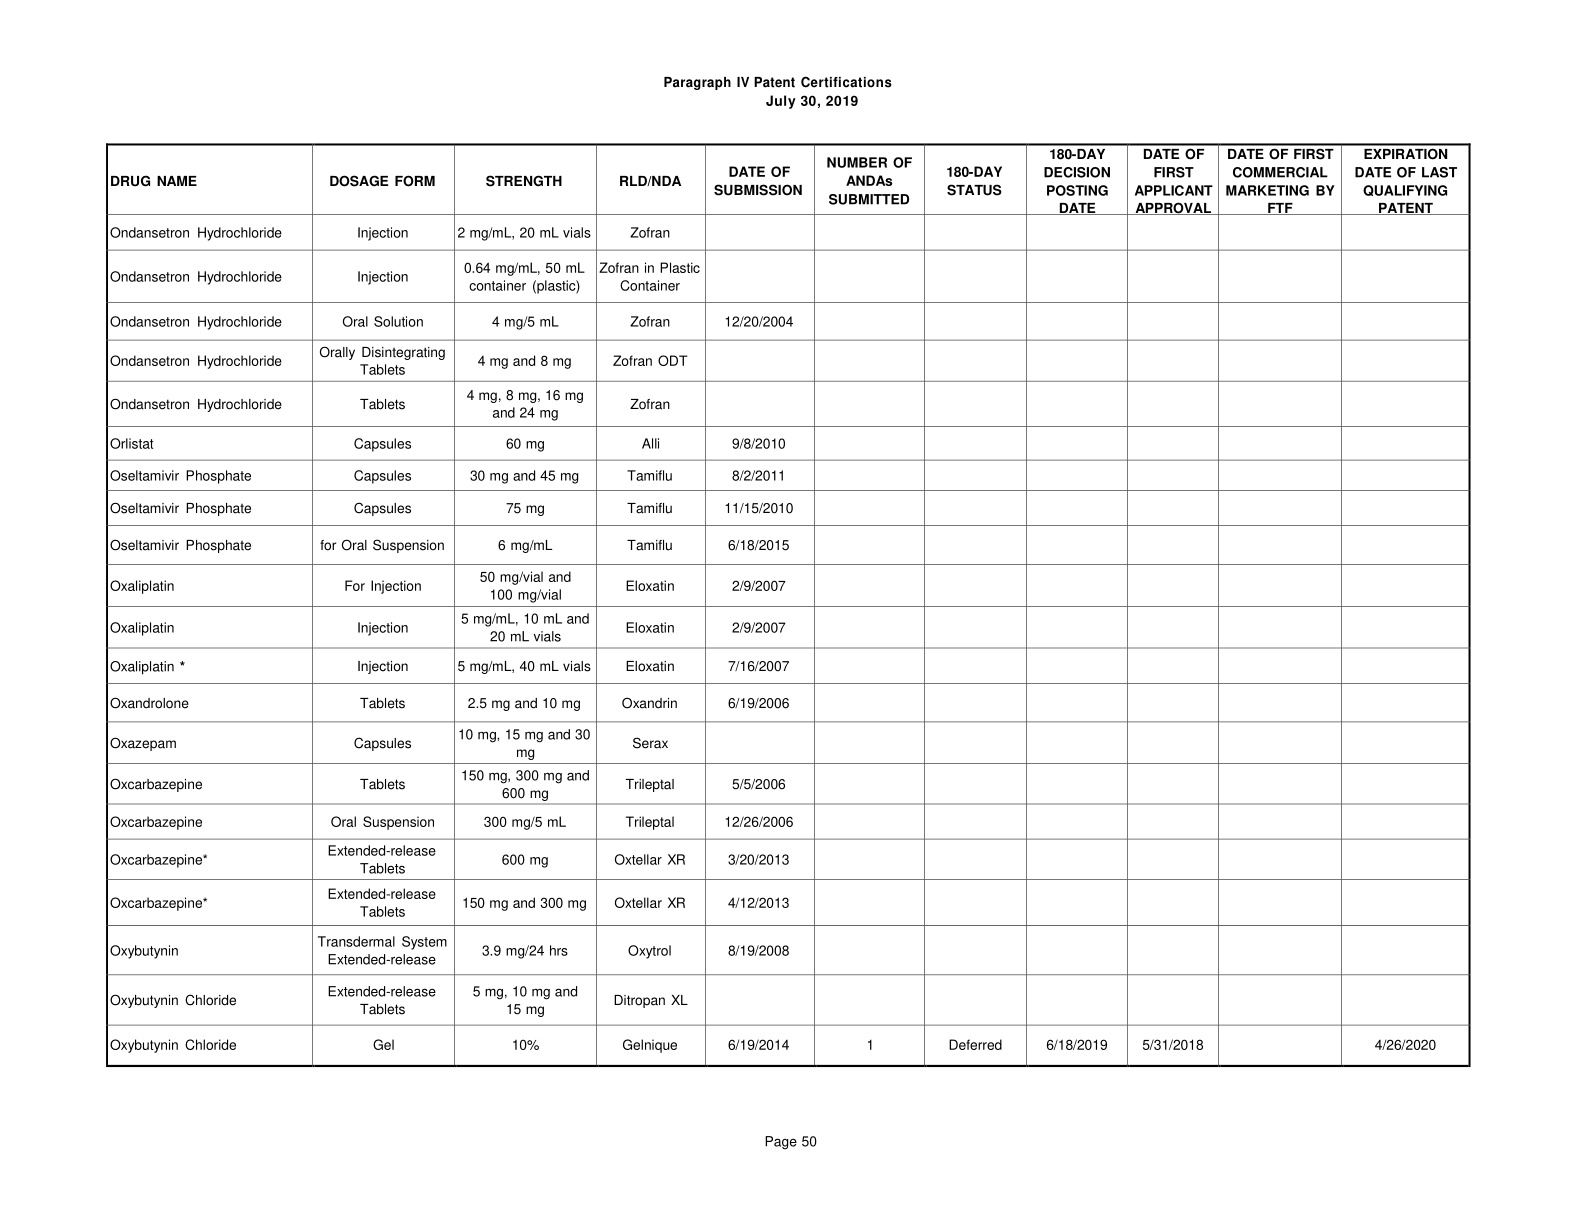 Paragraph IV Patent Certifications
July 30, 2019
DRUG NAME DOSAGE FORM STRENGTH RLD/NDA DATE OF SUBMISSION NUMBER OF ANDAs SUBMITTED 180-DAY STATUS 180-DAY DECISION POSTING DATE DATE OF FIRST APPLICANT APPROVAL DATE OF FIRST COMMERCIAL MARKETING BY FTF EXPIRATION DATE OF LAST QUALIFYING PATENT
Ondansetron Hydrochloride Injection 2 mg/mL, 20 mL vials Zofran
Ondansetron Hydrochloride Injection 0.64 mg/mL, 50 mL container (plastic) Zofran in Plastic Container
Ondansetron Hydrochloride Oral Solution 4 mg/5 mL Zofran 12/20/2004
Ondansetron Hydrochloride Orally Disintegrating Tablets 4 mg and 8 mg Zofran ODT
Ondansetron Hydrochloride Tablets 4 mg, 8 mg, 16 mg and 24 mg Zofran
Orlistat Capsules 60 mg Alli 9/8/2010
Oseltamivir Phosphate Capsules 30 mg and 45 mg Tamiflu 8/2/2011
Oseltamivir Phosphate Capsules 75 mg Tamiflu 11/15/2010
Oseltamivir Phosphate for Oral Suspension 6 mg/mL Tamiflu 6/18/2015
Oxaliplatin For Injection 50 mg/vial and 100 mg/vial Eloxatin 2/9/2007
Oxaliplatin Injection 5 mg/mL, 10 mL and 20 mL vials Eloxatin 2/9/2007
Oxaliplatin * Injection 5 mg/mL, 40 mL vials Eloxatin 7/16/2007
Oxandrolone Tablets 2.5 mg and 10 mg Oxandrin 6/19/2006
Oxazepam Capsules 10 mg, 15 mg and 30 mg Serax
Oxcarbazepine Tablets 150 mg, 300 mg and 600 mg Trileptal 5/5/2006
Oxcarbazepine Oral Suspension 300 mg/5 mL Trileptal 12/26/2006
Oxcarbazepine* Extended-release Tablets 600 mg Oxtellar XR 3/20/2013
Oxcarbazepine* Extended-release Tablets 150 mg and 300 mg Oxtellar XR 4/12/2013
Oxybutynin Transdermal System Extended-release 3.9 mg/24 hrs Oxytrol 8/19/2008
Oxybutynin Chloride Extended-release Tablets 5 mg, 10 mg and 15 mg Ditropan XL
Oxybutynin Chloride Gel 10% Gelnique 6/19/2014 1 Deferred 6/18/2019 5/31/2018 4/26/2020
Page 50